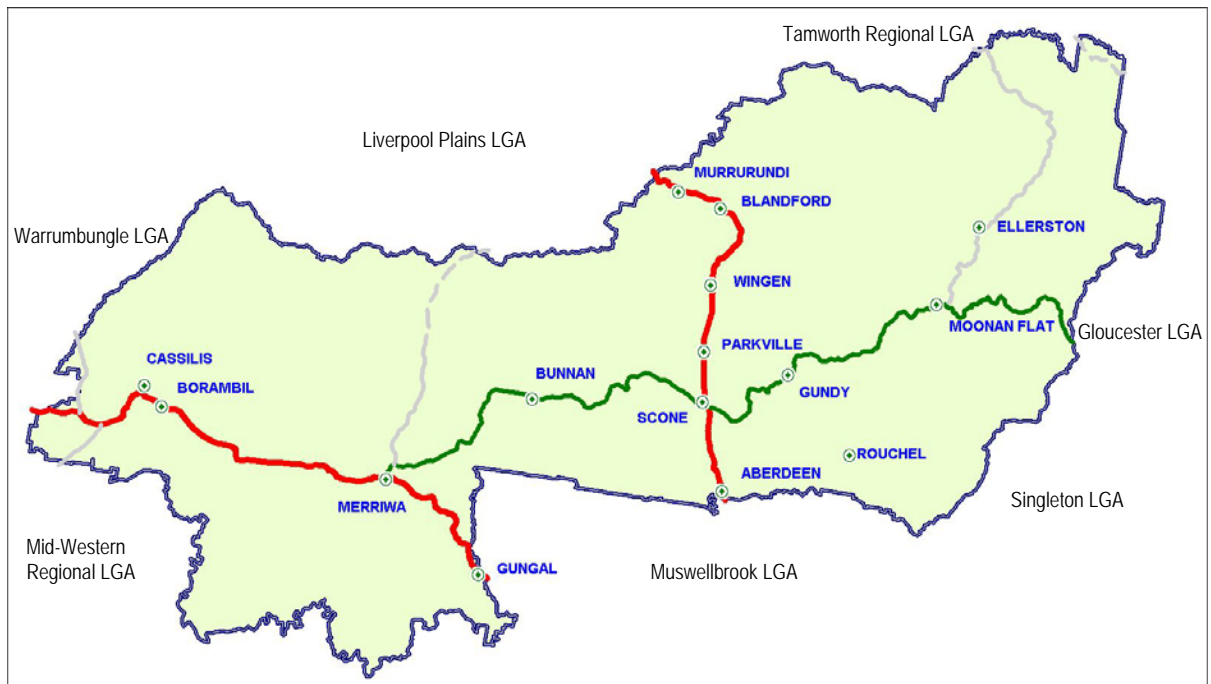 Tamworth Regional LGA
Liverpool Plains LGA
MURRURUNDI
BLANDFORD
ELLERSTON
Warrumbungle LGA
WINGEN
MOONAN FLAT
Gloucester LGA
PARKVILLE
CASSILIS
BORAMBIL
BUNNAN
GUNDY
SCONE
ROUCHEL
ABERDEEN
MERRIWA
Singleton LGA
Mid-Western
Regional LGA
GUNGAL
Muswellbrook LGA